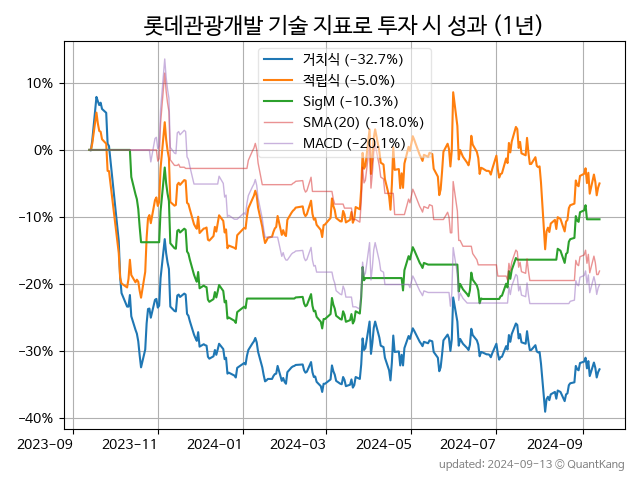 롯데관광개발 기술 지표로 투자 시 성과 (1년)
거치식 (−32.7%)
적립식 (−5.0%)
SigM (−10.3%)
SMA(20) (−18.0%)
MACD (−20.1%)
10%
0%
−10%
−20%
−30%
−40%
2023-09 2023-11 2024-01 2024-03 2024-05 2024-07 2024-09
updated: 2024-09-13 ⓒ QuantKang